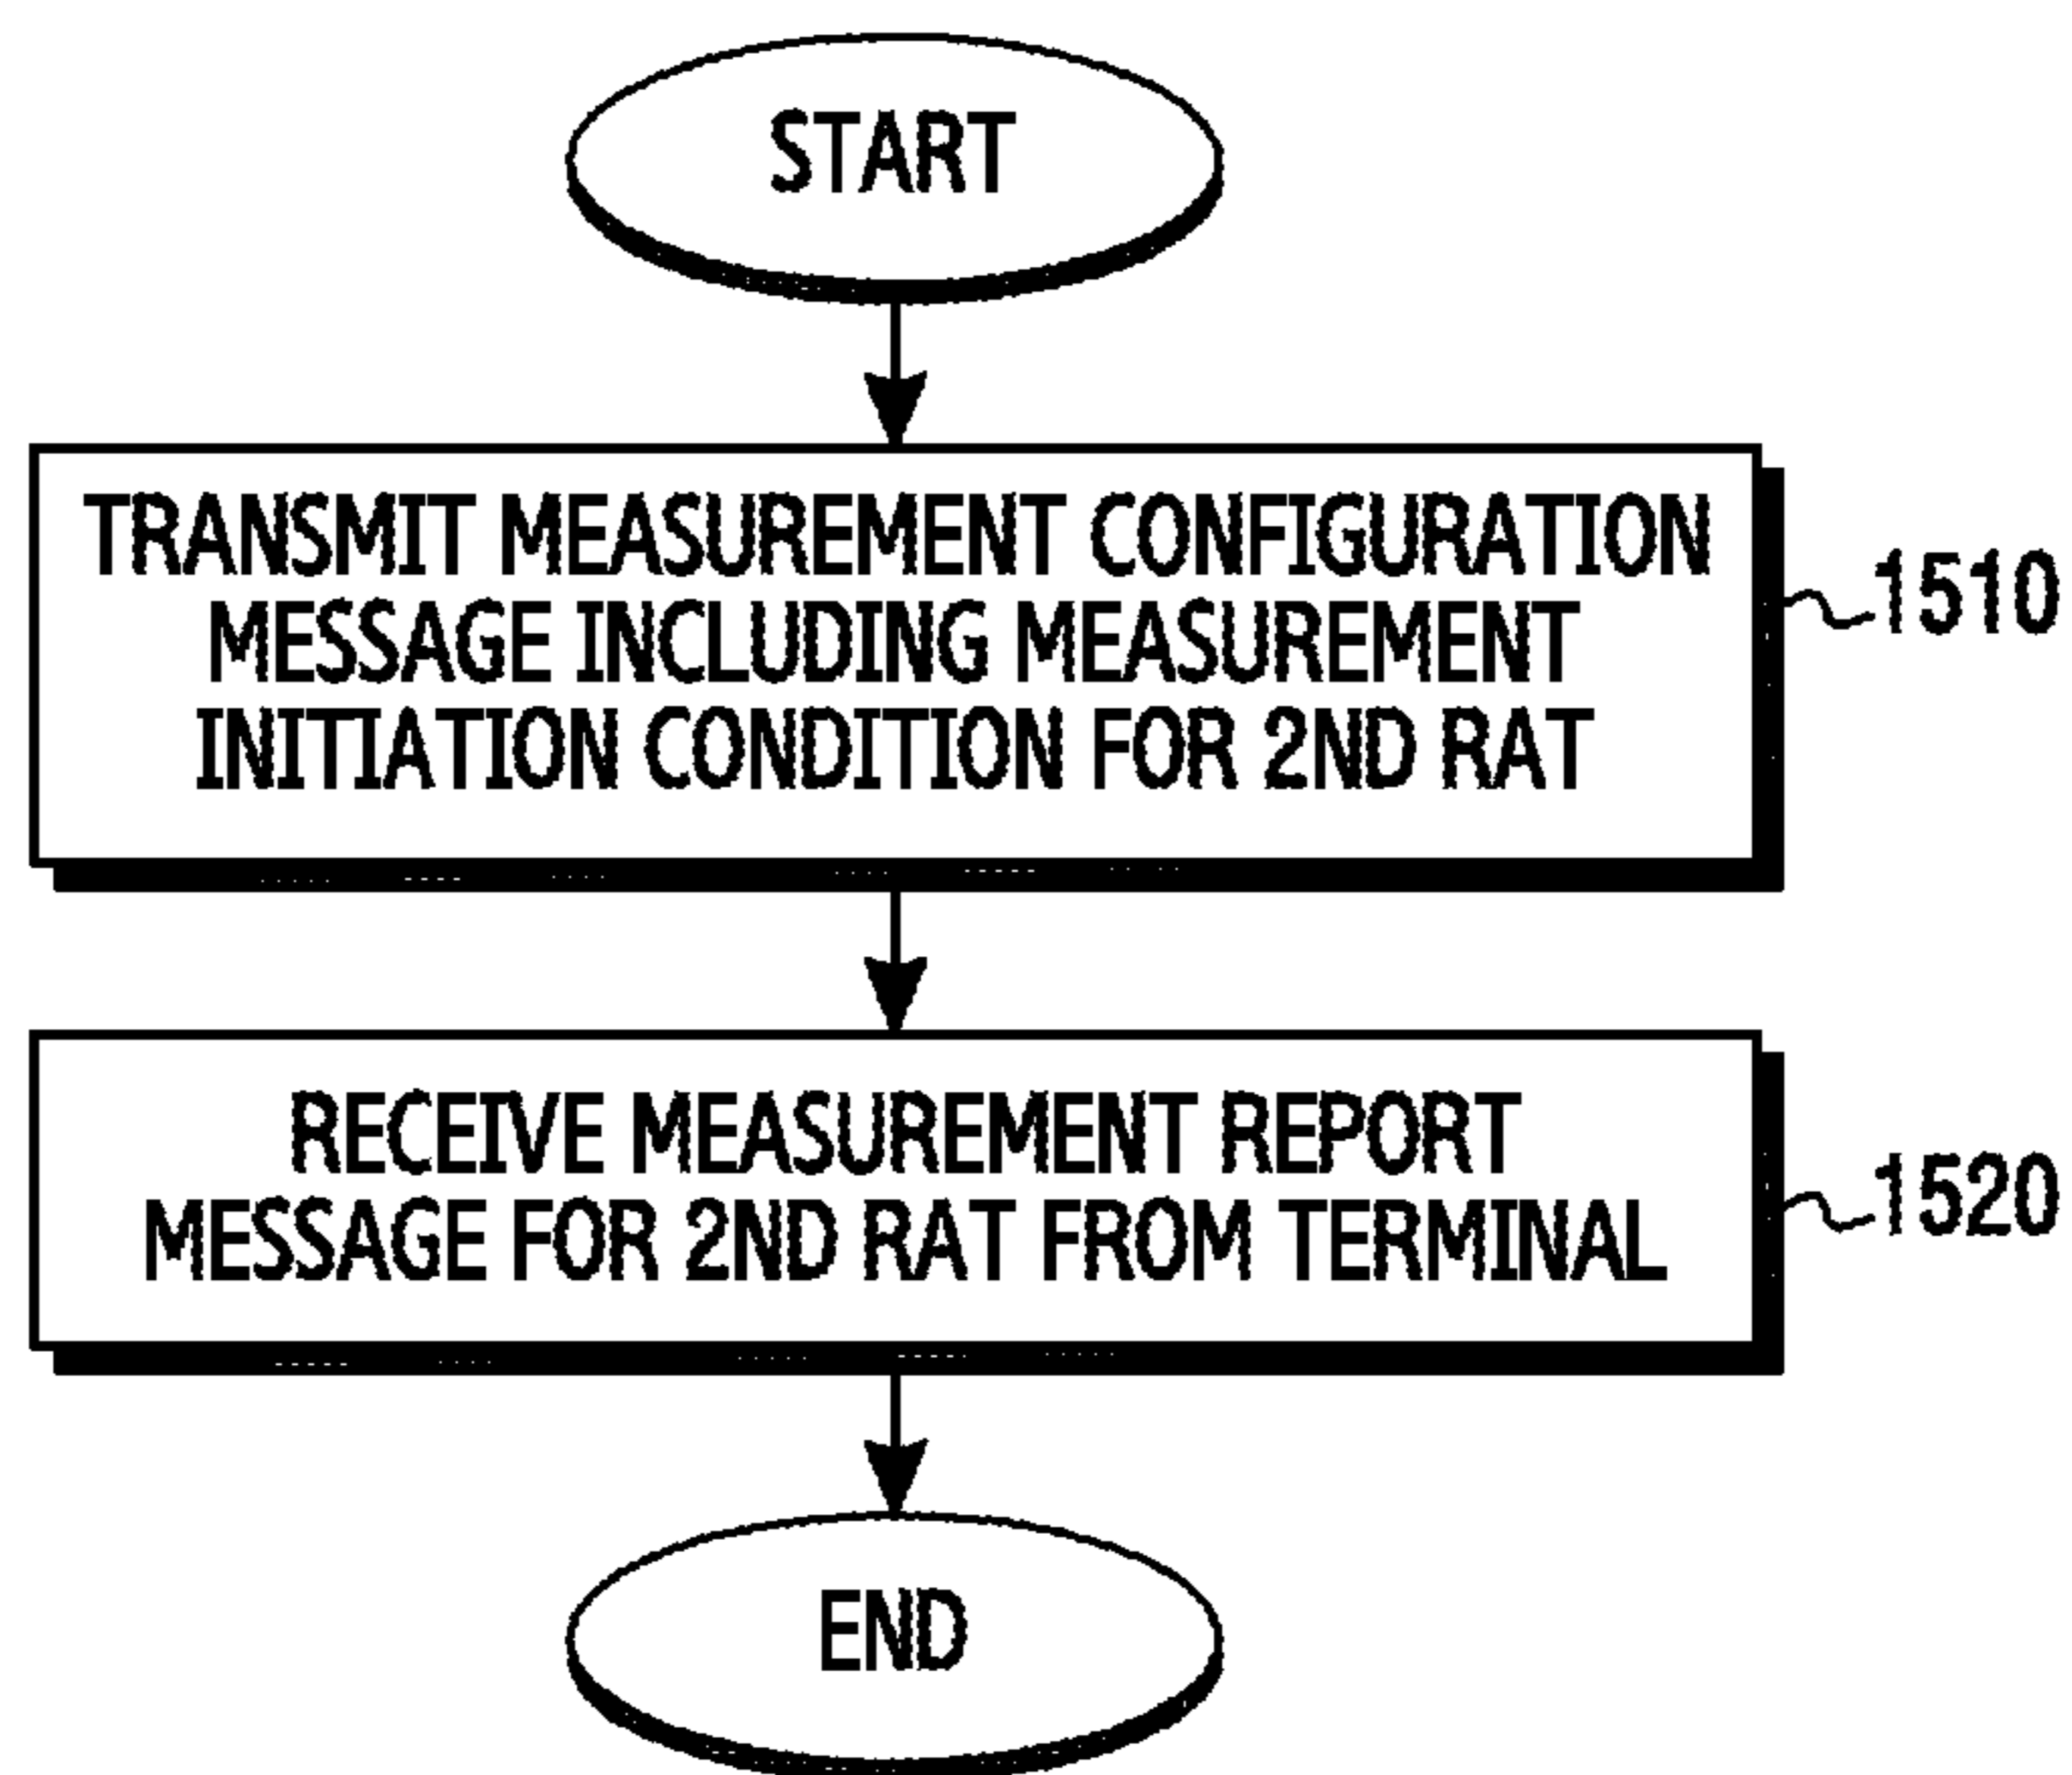 START
TRANSMIT MEASUREMENT CONFIGURATION
MESSAGE INCLUDING MEASUREMENT
INITIATION CONDITION FOR 2ND RAT
1510
RECEIVE MEASUREMENT REPORT
MESSAGE FOR 2ND RAT FROM TERMINAL
1520
END